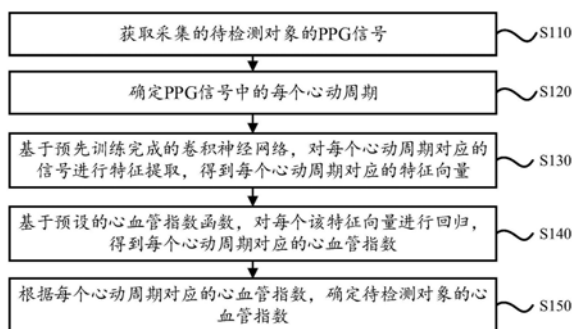 获取采集的待检测对象的PPG信号
S110
确定PPG信号中的每个心动周期
S120
基于预先训练完成的卷积神经网络，对每个心动周期对应的
信号进行特征提取，得到每个心动周期对应的特征向量
S130
基于预设的心血管指数函数，对每个该特征向量进行回归，
得到每个心动周期对应的心血管指数
S140
根据每个心动周期对应的心血管指数，确定待检测对象的心
血管指数
S150